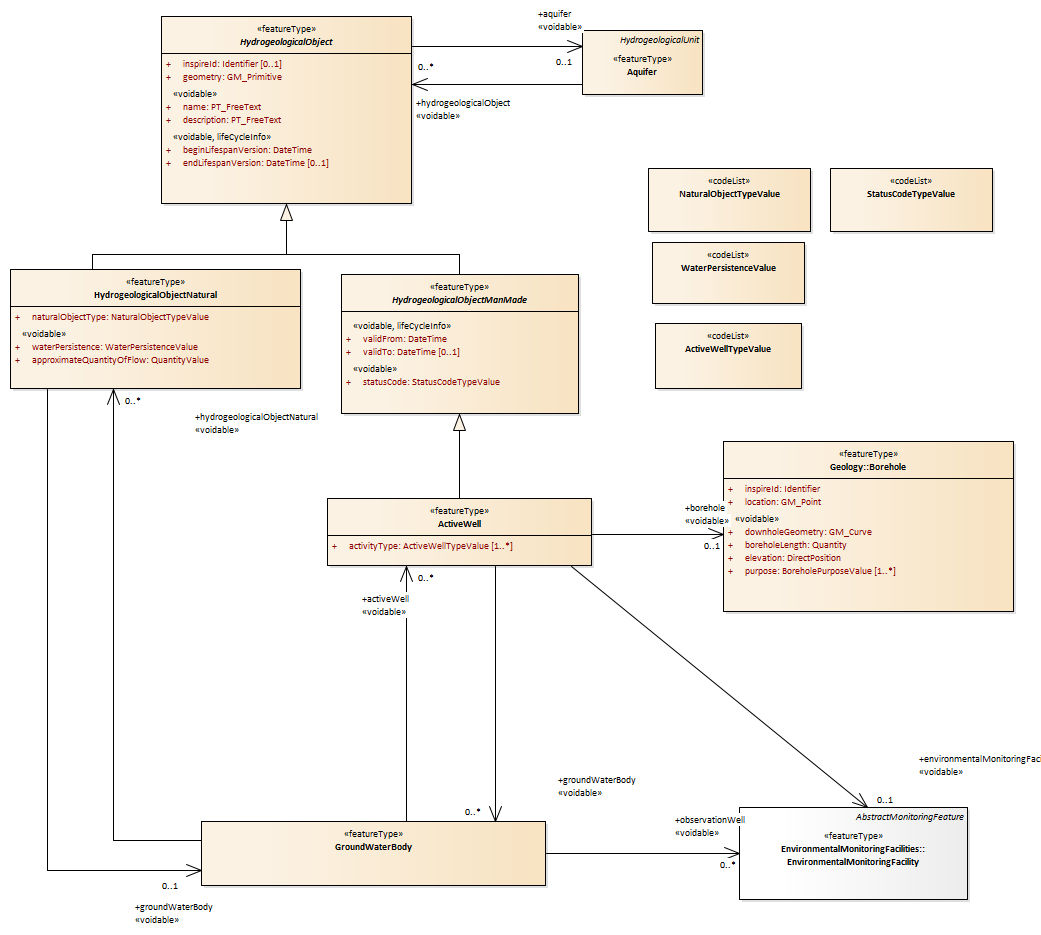 «featureType»
HydrogeologicalObject
+ inspireId: Identifier [0..1]
+ geometry: GM_Primitive
«voidable»
+ name: PT_FreeText
+ description: PT_FreeText
«voidable, lifeCycleInfo»
+ beginLifespanVersion: DateTime
+ endLifespanVersion: DateTime [0..1]
+aquifer
«voidable»
0..1
0..*
+hydrogeologicalObject
«voidable»
HydrogeologicalUnit
«featureType»
Aquifer
«codeList»
NaturalObjectTypeValue
«codeList»
StatusCodeTypeValue
«codeList»
WaterPersistenceValue
«codeList»
ActiveWellTypeValue
«featureType»
HydrogeologicalObjectNatural
+ naturalObjectType: NaturalObjectTypeValue
«voidable»
+ waterPersistence: WaterPersistenceValue
+ approximateQuantityOfFlow: QuantityValue
«featureType»
HydrogeologicalObjectManMade
«voidable, lifeCycleInfo»
+ validFrom: DateTime
+ validTo: DateTime [0..1]
«voidable»
+ statusCode: StatusCodeTypeValue
0..*
+hydrogeologicalObjectNatural
«voidable»
«featureType»
Geology::Borehole
+ inspireId: Identifier
+ location: GM_Point
«voidable»
+ downholeGeometry: GM_Curve
+ boreholeLength: Quantity
+ elevation: DirectPosition
+ purpose: BoreholePurposeValue [1..*]
+borehole
«voidable»
0..1
«featureType»
ActiveWell
+ activityType: ActiveWellTypeValue [1..*]
0..*
+activeWell
«voidable»
+environmentalMonitoringFaci
«voidable»
0..1
+groundWaterBody
«voidable»
0..*
«featureType»
GroundWaterBody
+observationWell
«voidable»
0..*
AbstractMonitoringFeature
«featureType»
EnvironmentalMonitoringFacilities::
EnvironmentalMonitoringFacility
0..1
+groundWaterBody
«voidable»